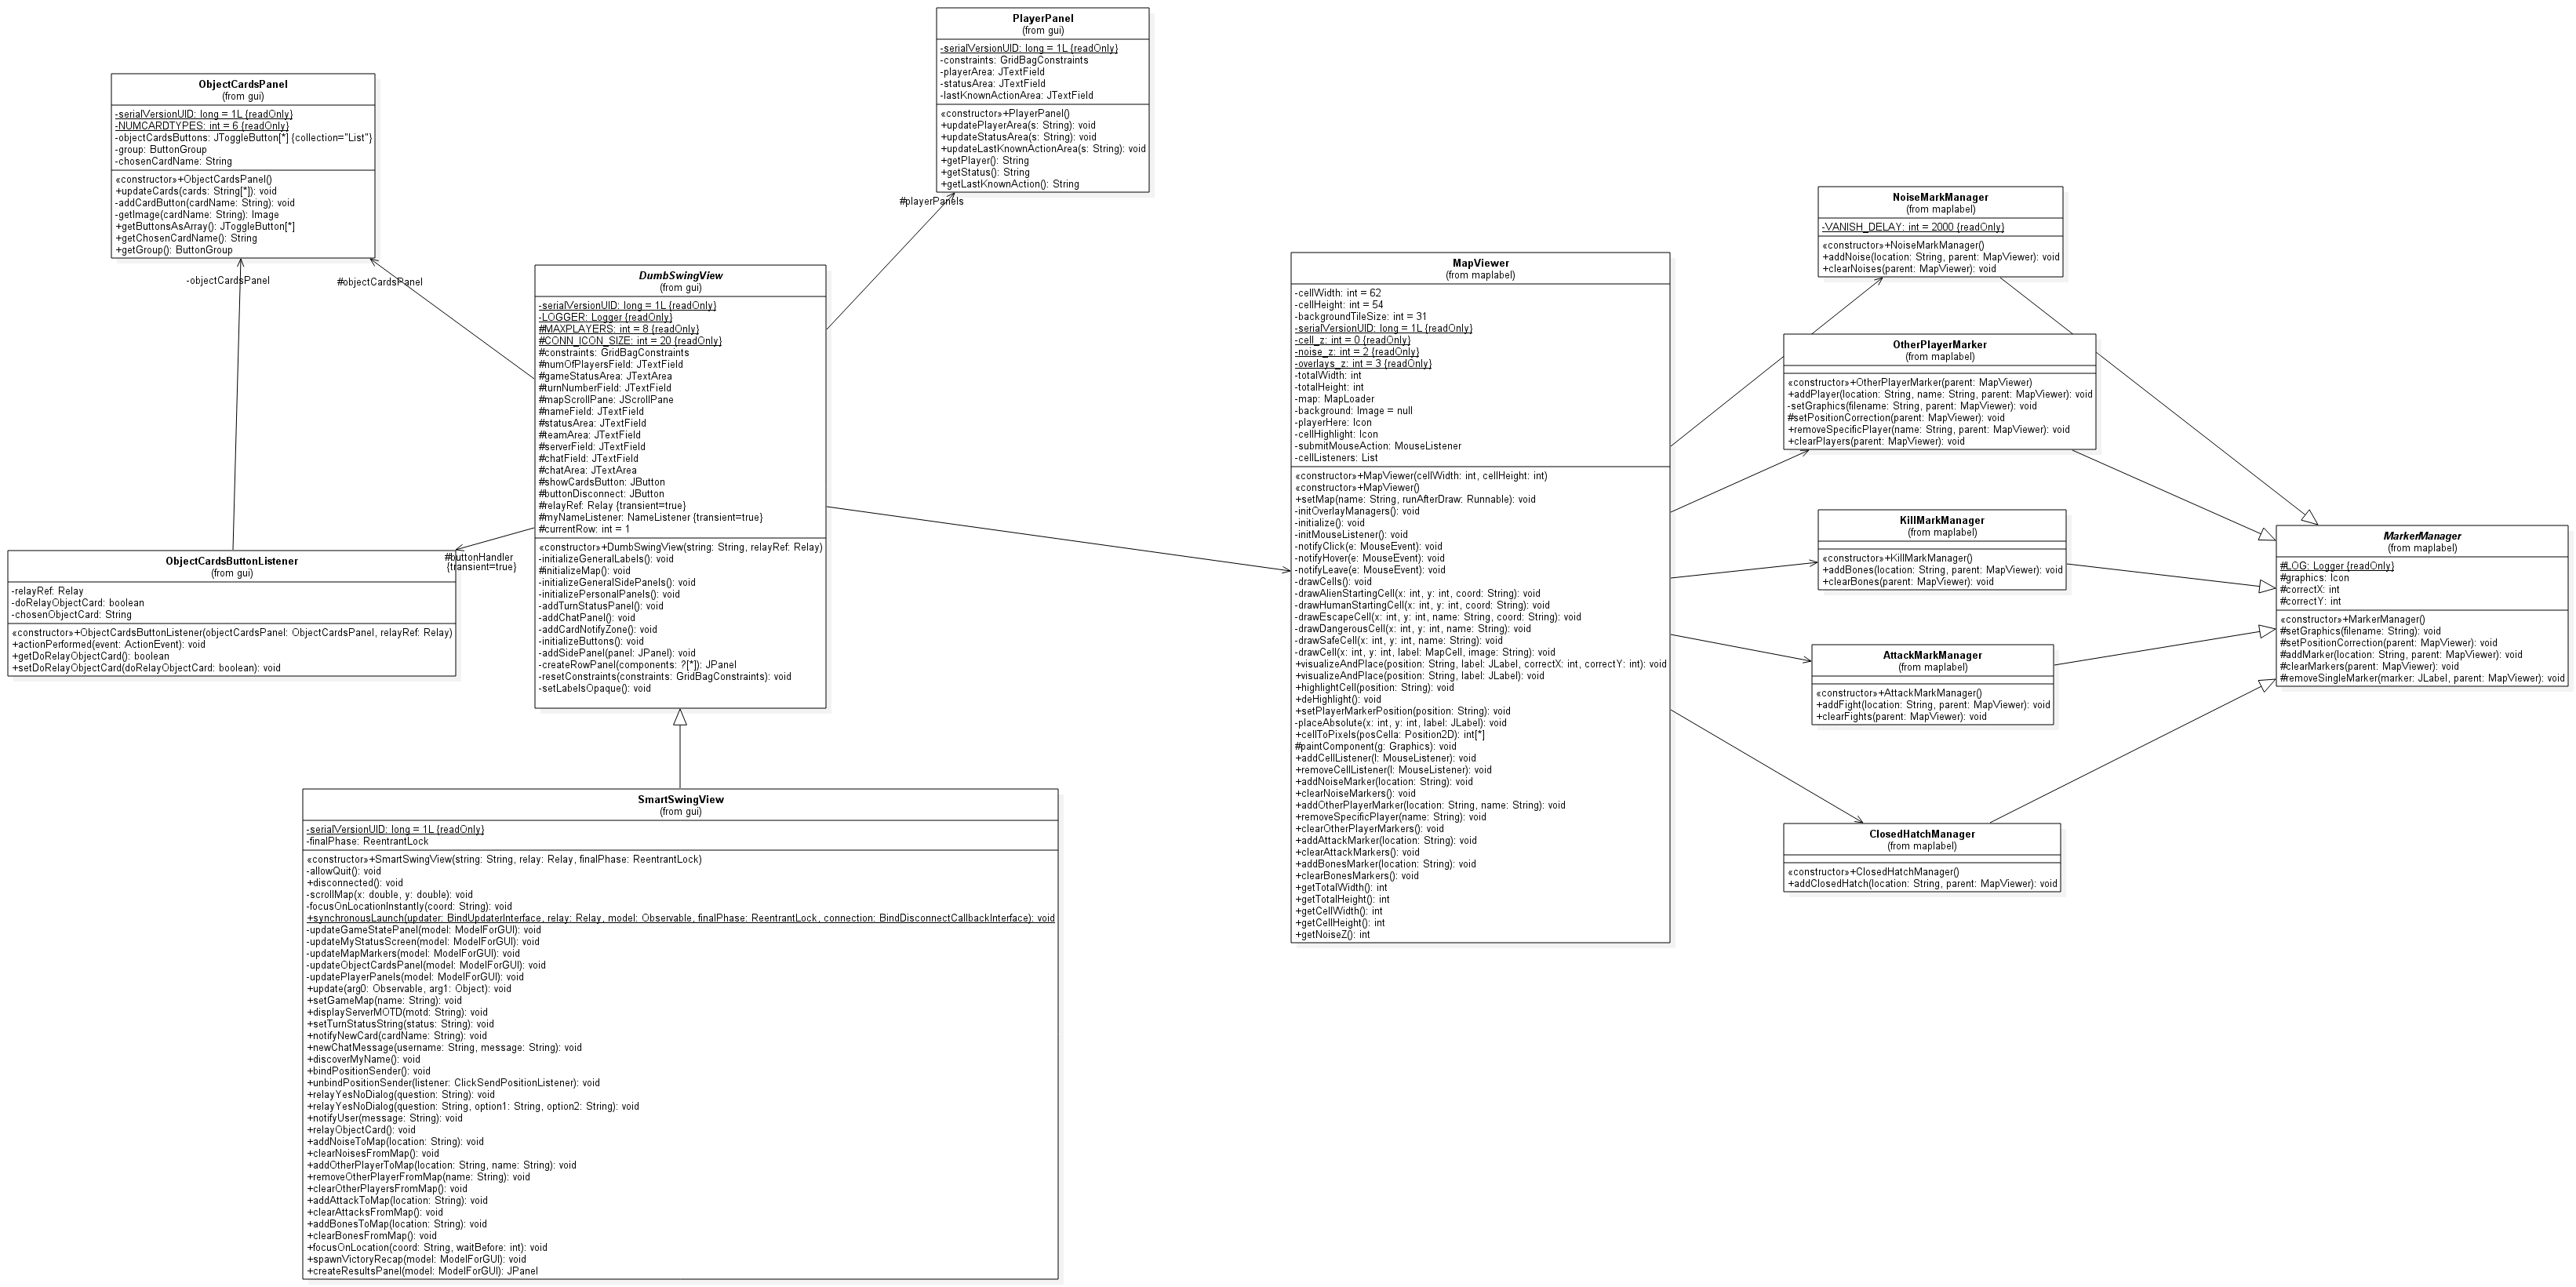 PlayerPanel
(from gui)
-serialVersionUID: long = 1L {readOnly}
-constraints: GridBagConstraints
-playerArea: JTextField
-statusArea: JTextField
-lastKnownActionArea: JTextField
«constructor»+PlayerPanel()
+updatePlayerArea(s: String): void
+updateStatusArea(s: String): void
+updateLastKnownActionArea(s: String): void
+getPlayer(): String
+getStatus(): String
+getLastKnownAction(): String
#playerPanels
ObjectCardsPanel
(from gui)
-serialVersionUID: long = 1L {readOnly}
-NUMCARDTYPES: int = 6 {readOnly}
-objectCardsButtons: JToggleButton[*] {collection="List"}
-group: ButtonGroup
-chosenCardName: String
«constructor»+ObjectCardsPanel()
+updateCards(cards: String[*]): void
-addCardButton(cardName: String): void
-getImage(cardName: String): Image
+getButtonsAsArray(): JToggleButton[*]
+getChosenCardName(): String
+getGroup(): ButtonGroup
-objectCardsPanel
#objectCardsPanel
DumbSwingView
(from gui)
-serialVersionUID: long = 1L {readOnly}
-LOGGER: Logger {readOnly}
#MAXPLAYERS: int = 8 {readOnly}
#CONN_ICON_SIZE: int = 20 {readOnly}
#constraints: GridBagConstraints
#numOfPlayersField: JTextField
#gameStatusArea: JTextArea
#turnNumberField: JTextField
#mapScrollPane: JScrollPane
#nameField: JTextField
#statusArea: JTextField
#teamArea: JTextField
#serverField: JTextField
#chatField: JTextField
#chatArea: JTextArea
#showCardsButton: JButton
#buttonDisconnect: JButton
#relayRef: Relay {transient=true}
#myNameListener: NameListener {transient=true}
#currentRow: int = 1
«constructor»+DumbSwingView(string: String, relayRef: Relay)
-initializeGeneralLabels(): void
#initializeMap(): void
-initializeGeneralSidePanels(): void
-initializePersonalPanels(): void
-addTurnStatusPanel(): void
-addChatPanel(): void
-addCardNotifyZone(): void
-initializeButtons(): void
-addSidePanel(panel: JPanel): void
-createRowPanel(components: ?[*]): JPanel
-resetConstraints(constraints: GridBagConstraints): void
-setLabelsOpaque(): void
#buttonHandler
{transient=true}
ObjectCardsButtonListener
(from gui)
-relayRef: Relay
-doRelayObjectCard: boolean
-chosenObjectCard: String
«constructor»+ObjectCardsButtonListener(objectCardsPanel: ObjectCardsPanel, relayRef: Relay)
+actionPerformed(event: ActionEvent): void
+getDoRelayObjectCard(): boolean
+setDoRelayObjectCard(doRelayObjectCard: boolean): void
SmartSwingView
(from gui)
-serialVersionUID: long = 1L {readOnly}
-finalPhase: ReentrantLock
«constructor»+SmartSwingView(string: String, relay: Relay, finalPhase: ReentrantLock)
-allowQuit(): void
+disconnected(): void
-scrollMap(x: double, y: double): void
-focusOnLocationInstantly(coord: String): void
+synchronousLaunch(updater: BindUpdaterInterface, relay: Relay, model: Observable, finalPhase: ReentrantLock, connection: BindDisconnectCallbackInterface): void
-updateGameStatePanel(model: ModelForGUI): void
-updateMyStatusScreen(model: ModelForGUI): void
-updateMapMarkers(model: ModelForGUI): void
-updateObjectCardsPanel(model: ModelForGUI): void
-updatePlayerPanels(model: ModelForGUI): void
+update(arg0: Observable, arg1: Object): void
+setGameMap(name: String): void
+displayServerMOTD(motd: String): void
+setTurnStatusString(status: String): void
+notifyNewCard(cardName: String): void
+newChatMessage(username: String, message: String): void
+discoverMyName(): void
+bindPositionSender(): void
+unbindPositionSender(listener: ClickSendPositionListener): void
+relayYesNoDialog(question: String): void
+relayYesNoDialog(question: String, option1: String, option2: String): void
+notifyUser(message: String): void
+relayObjectCard(): void
+addNoiseToMap(location: String): void
+clearNoisesFromMap(): void
+addOtherPlayerToMap(location: String, name: String): void
+removeOtherPlayerFromMap(name: String): void
+clearOtherPlayersFromMap(): void
+addAttackToMap(location: String): void
+clearAttacksFromMap(): void
+addBonesToMap(location: String): void
+clearBonesFromMap(): void
+focusOnLocation(coord: String, waitBefore: int): void
+spawnVictoryRecap(model: ModelForGUI): void
+createResultsPanel(model: ModelForGUI): JPanel
MapViewer
(from maplabel)
-cellWidth: int = 62
-cellHeight: int = 54
-backgroundTileSize: int = 31
-serialVersionUID: long = 1L {readOnly}
-cell_z: int = 0 {readOnly}
-noise_z: int = 2 {readOnly}
-overlays_z: int = 3 {readOnly}
-totalWidth: int
-totalHeight: int
-map: MapLoader
-background: Image = null
-playerHere: Icon
-cellHighlight: Icon
-submitMouseAction: MouseListener
-cellListeners: List
«constructor»+MapViewer(cellWidth: int, cellHeight: int)
«constructor»+MapViewer()
+setMap(name: String, runAfterDraw: Runnable): void
-initOverlayManagers(): void
-initialize(): void
-initMouseListener(): void
-notifyClick(e: MouseEvent): void
-notifyHover(e: MouseEvent): void
-notifyLeave(e: MouseEvent): void
-drawCells(): void
-drawAlienStartingCell(x: int, y: int, coord: String): void
-drawHumanStartingCell(x: int, y: int, coord: String): void
-drawEscapeCell(x: int, y: int, name: String, coord: String): void
-drawDangerousCell(x: int, y: int, name: String): void
-drawSafeCell(x: int, y: int, name: String): void
-drawCell(x: int, y: int, label: MapCell, image: String): void
+visualizeAndPlace(position: String, label: JLabel, correctX: int, correctY: int): void
+visualizeAndPlace(position: String, label: JLabel): void
+highlightCell(position: String): void
+deHighlight(): void
+setPlayerMarkerPosition(position: String): void
-placeAbsolute(x: int, y: int, label: JLabel): void
+cellToPixels(posCella: Position2D): int[*]
#paintComponent(g: Graphics): void
+addCellListener(l: MouseListener): void
+removeCellListener(l: MouseListener): void
+addNoiseMarker(location: String): void
+clearNoiseMarkers(): void
+addOtherPlayerMarker(location: String, name: String): void
+removeSpecificPlayer(name: String): void
+clearOtherPlayerMarkers(): void
+addAttackMarker(location: String): void
+clearAttackMarkers(): void
+addBonesMarker(location: String): void
+clearBonesMarkers(): void
+getTotalWidth(): int
+getTotalHeight(): int
+getCellWidth(): int
+getCellHeight(): int
+getNoiseZ(): int
NoiseMarkManager
(from maplabel)
-VANISH_DELAY: int = 2000 {readOnly}
«constructor»+NoiseMarkManager()
+addNoise(location: String, parent: MapViewer): void
+clearNoises(parent: MapViewer): void
OtherPlayerMarker
(from maplabel)
«constructor»+OtherPlayerMarker(parent: MapViewer)
+addPlayer(location: String, name: String, parent: MapViewer): void
-setGraphics(filename: String, parent: MapViewer): void
#setPositionCorrection(parent: MapViewer): void
+removeSpecificPlayer(name: String, parent: MapViewer): void
+clearPlayers(parent: MapViewer): void
KillMarkManager
(from maplabel)
«constructor»+KillMarkManager()
+addBones(location: String, parent: MapViewer): void
+clearBones(parent: MapViewer): void
AttackMarkManager
(from maplabel)
«constructor»+AttackMarkManager()
+addFight(location: String, parent: MapViewer): void
+clearFights(parent: MapViewer): void
ClosedHatchManager
(from maplabel)
«constructor»+ClosedHatchManager()
+addClosedHatch(location: String, parent: MapViewer): void
MarkerManager
(from maplabel)
#LOG: Logger {readOnly}
#graphics: Icon
#correctX: int
#correctY: int
«constructor»+MarkerManager()
#setGraphics(filename: String): void
#setPositionCorrection(parent: MapViewer): void
#addMarker(location: String, parent: MapViewer): void
#clearMarkers(parent: MapViewer): void
#removeSingleMarker(marker: JLabel, parent: MapViewer): void